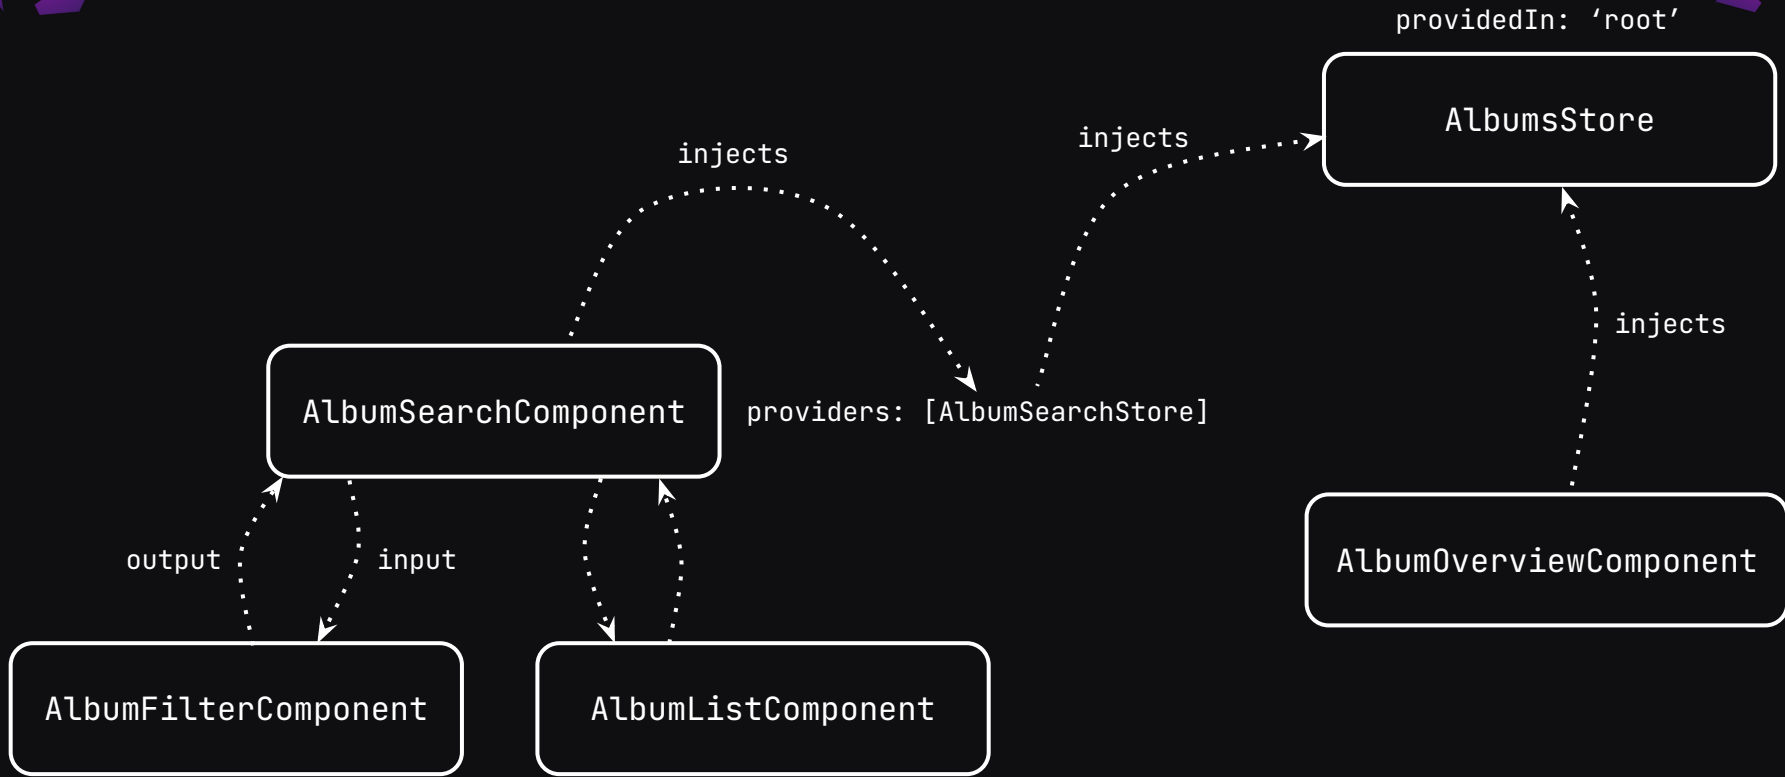 providedIn: ‘root’
AlbumsStore
injects
injects
injects
AlbumSearchComponent
providers: [AlbumSearchStore]
output
input
AlbumOverviewComponent
AlbumFilterComponent
AlbumListComponent